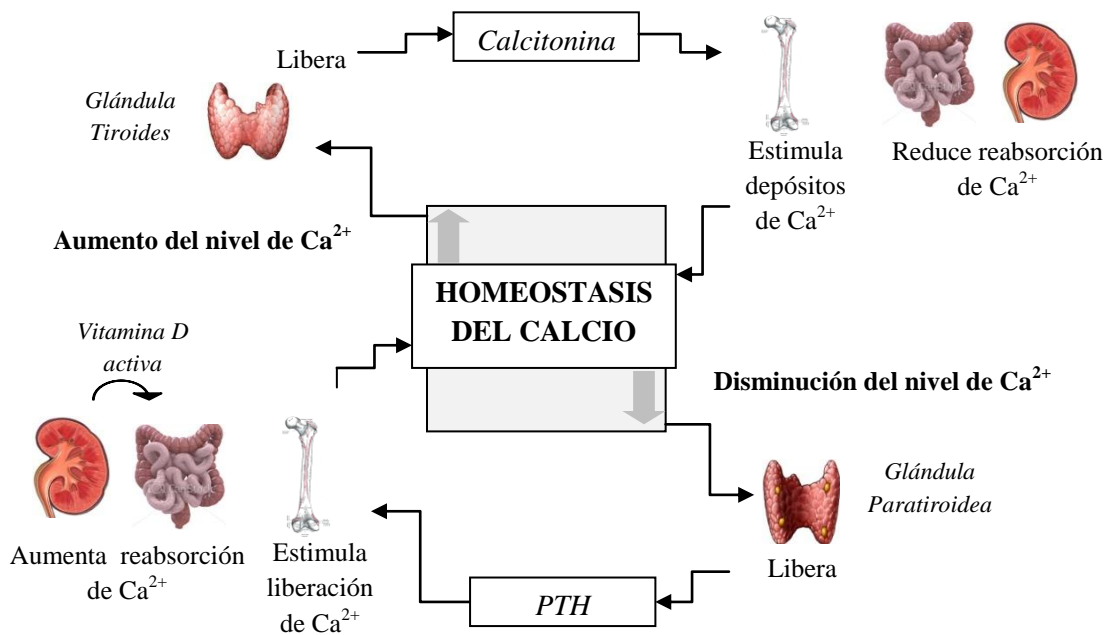 Calcitonina
Libera
Glándula
Tiroides
Estimula
depósitos
de Ca²⁺
Reduce reabsorción
de Ca²⁺
Aumento del nivel de Ca²⁺
HOMEOSTASIS
DEL CALCIO
Vitamina D
activa
Disminución del nivel de Ca²⁺
Glándula
Paratiroidea
Aumenta reabsorción
de Ca²⁺
Estimula
liberación
de Ca²⁺
Libera
PTH